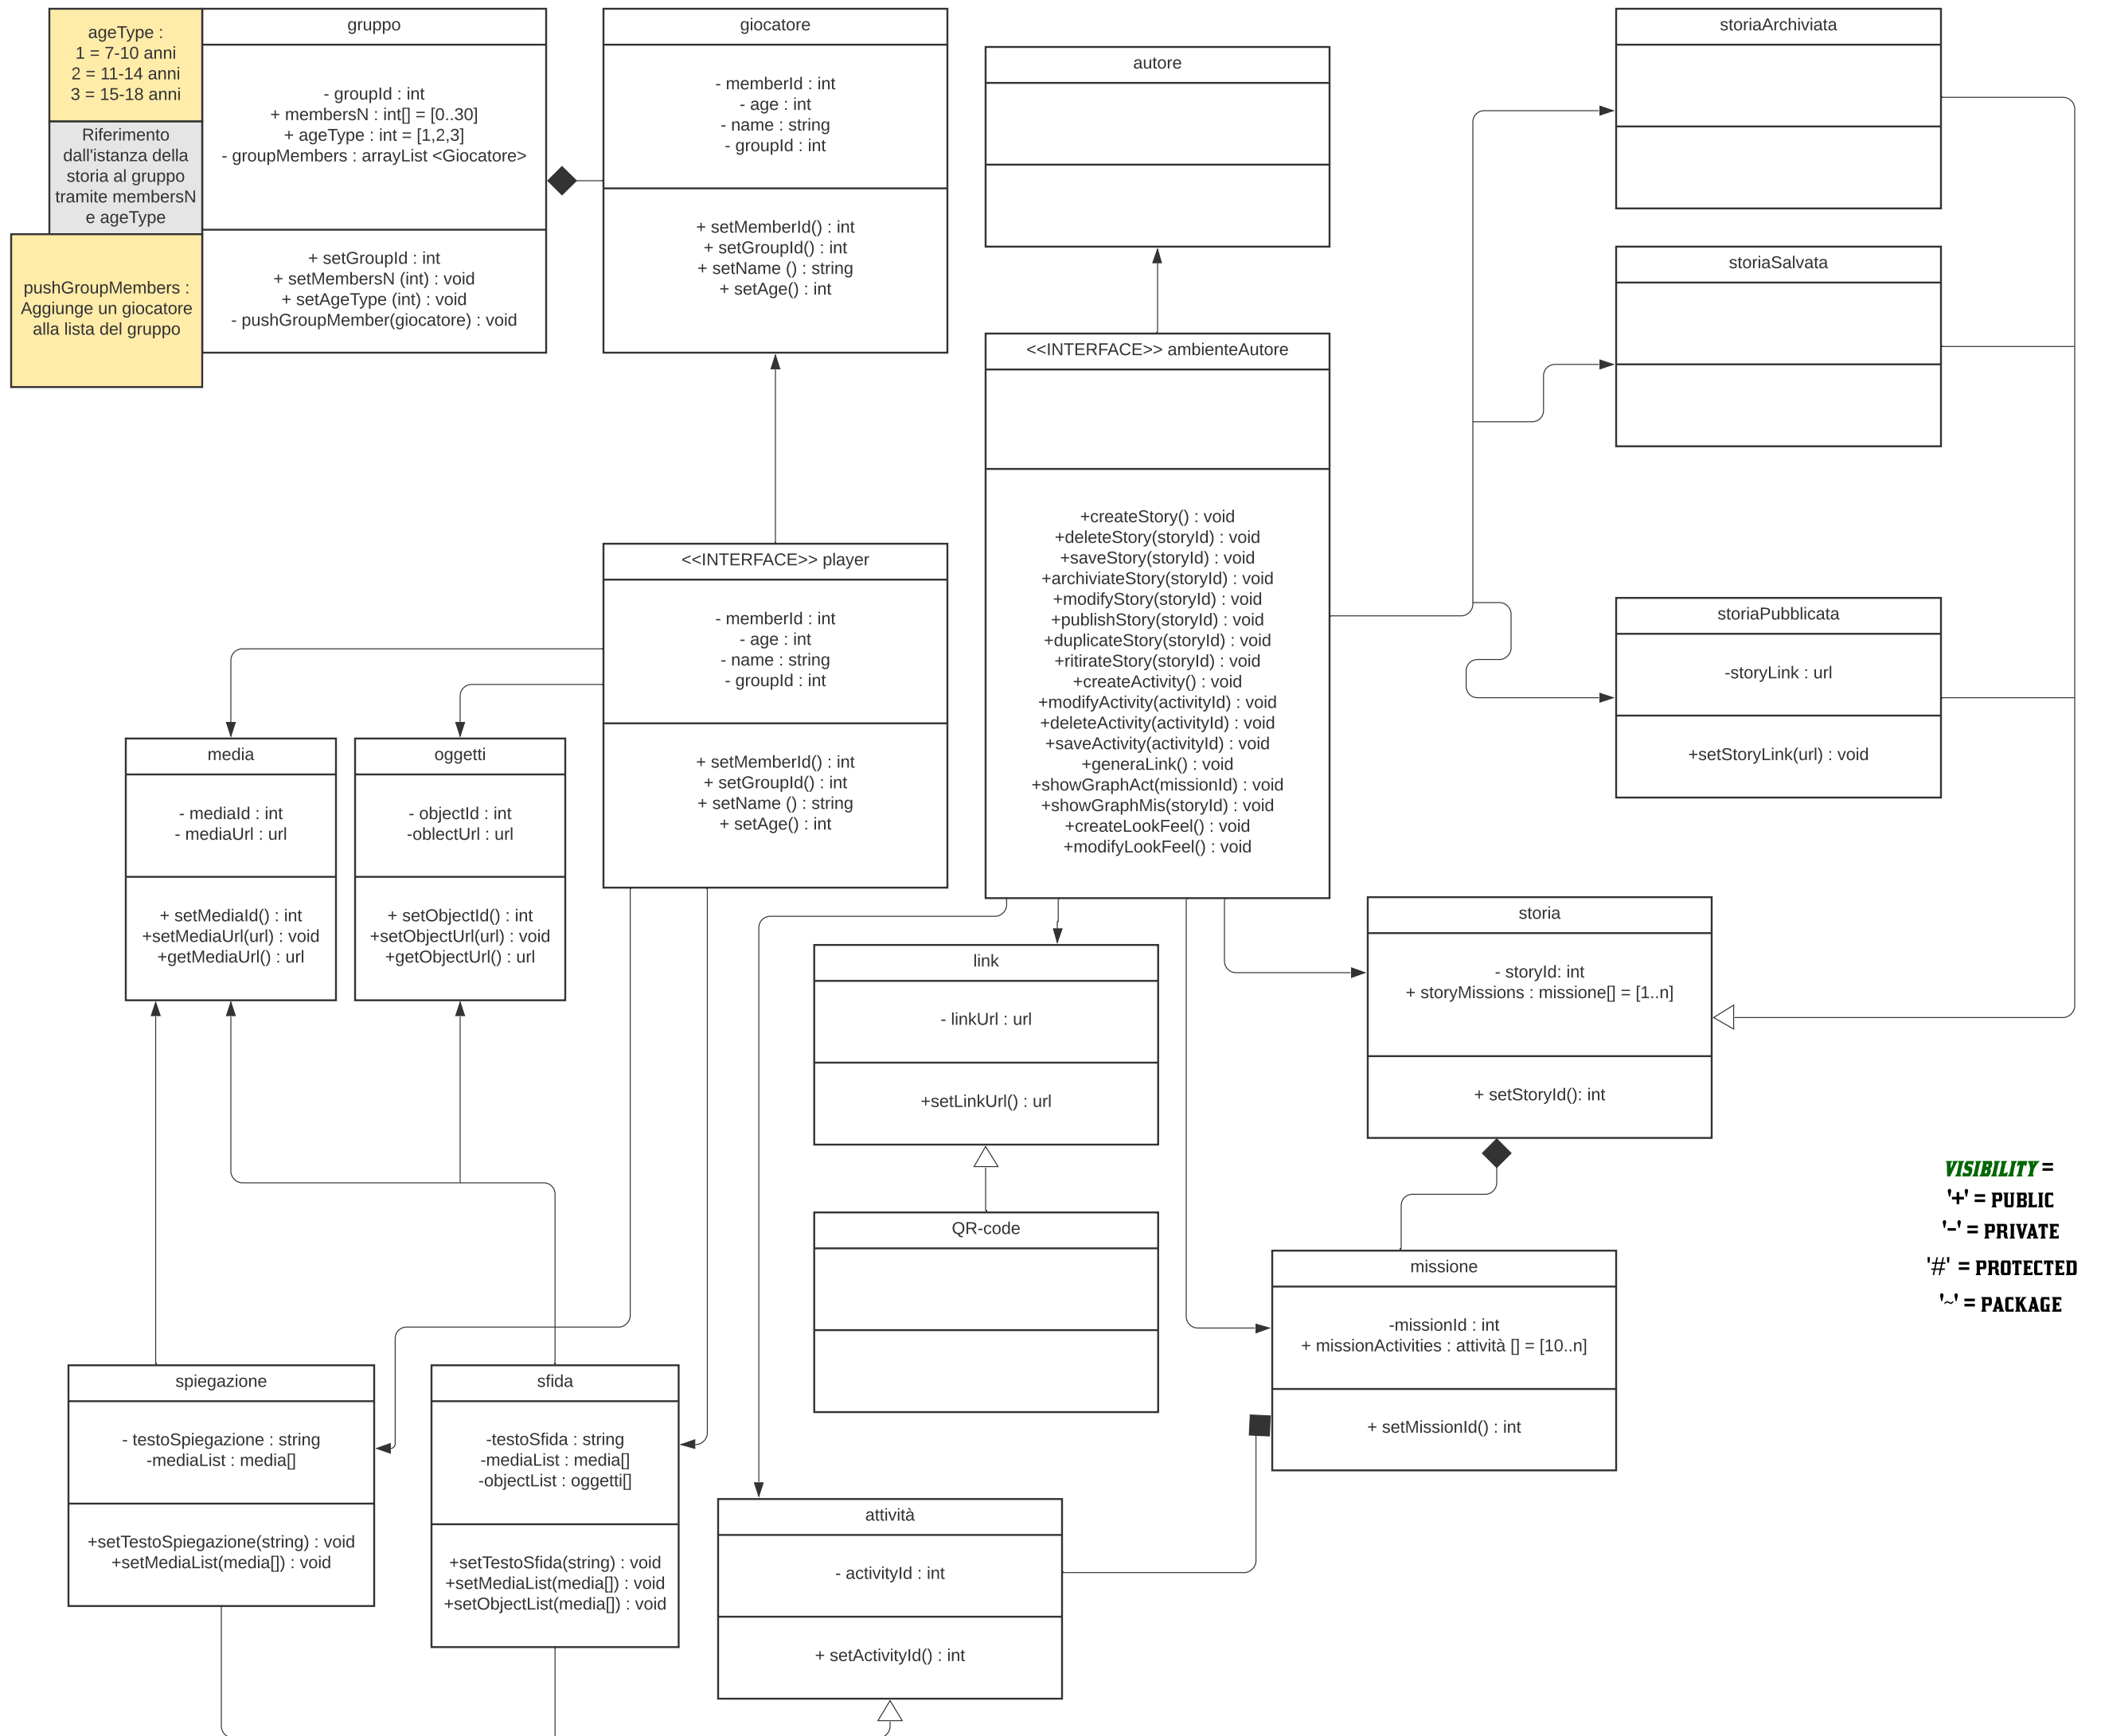 ageType :
1 = 7-10 anni
2 = 11-14 anni
3 = 15-18 anni
Riferimento
dall'istanza della
storia al gruppo
tramite membersN
e ageType
pushGroupMembers :
Aggiunge un giocatore
alla lista del gruppo
gruppo
- groupId : int
+ membersN : int[] = [0..30]
+ ageType : int = [1,2,3]
- groupMembers : arrayList <Giocatore>
+ setGroupId : int
+ setMembersN (int) : void
+ setAgeType (int) : void
- pushGroupMember(giocatore) : void
giocatore
- memberId : int
- age : int
- name : string
- groupId : int
+ setMemberId() : int
+ setGroupId() : int
+ setName () : string
+ setAge() : int
autore
storiaArchiviata
storiaSalvata
<<INTERFACE>> ambienteAutore
+createStory() : void
+deleteStory(storyId) : void
+saveStory(storyId) : void
+archiviateStory(storyId) : void
+modifyStory(storyId) : void
+publishStory(storyId) : void
+duplicateStory(storyId) : void
+ritirateStory(storyId) : void
+createActivity() : void
+modifyActivity(activityId) : void
+deleteActivity(activityId) : void
+saveActivity(activityId) : void
+generaLink() : void
+showGraphAct(missionId) : void
+showGraphMis(storyId) : void
+createLookFeel() : void
+modifyLookFeel() : void
<<INTERFACE>> player
- memberId : int
- age : int
- name : string
- groupId : int
+ setMemberId() : int
+ setGroupId() : int
+ setName () : string
+ setAge() : int
storiaPubblicata
-storyLink : url
+setStoryLink(url) : void
media
- mediaId : int
- mediaUrl : url
+ setMediaId() : int
+setMediaUrl(url) : void
+getMediaUrl() : url
oggetti
- objectId : int
-oblectUrl : url
+ setObjectId() : int
+setObjectUrl(url) : void
+getObjectUrl() : url
link
- linkUrl : url
+setLinkUrl() : url
storia
- storyId: int
+ storyMissions : missione[] = [1..n]
+ setStoryId(): int
QR-code
VISIBILITY =
'+' = PUBLIC
'-' = PRIVATE
'#' = PROTECTED
'~' = PACKAGE
missione
-missionId : int
+ missionActivities : attività [] = [10..n]
+ setMissionId() : int
spiegazione
- testoSpiegazione : string
-mediaList : media[]
+setTestoSpiegazione(string) : void
+setMediaList(media[]) : void
sfida
-testoSfida : string
-mediaList : media[]
-objectList : oggetti[]
+setTestoSfida(string) : void
+setMediaList(media[]) : void
+setObjectList(media[]) : void
attività
- activityId : int
+ setActivityId() : int